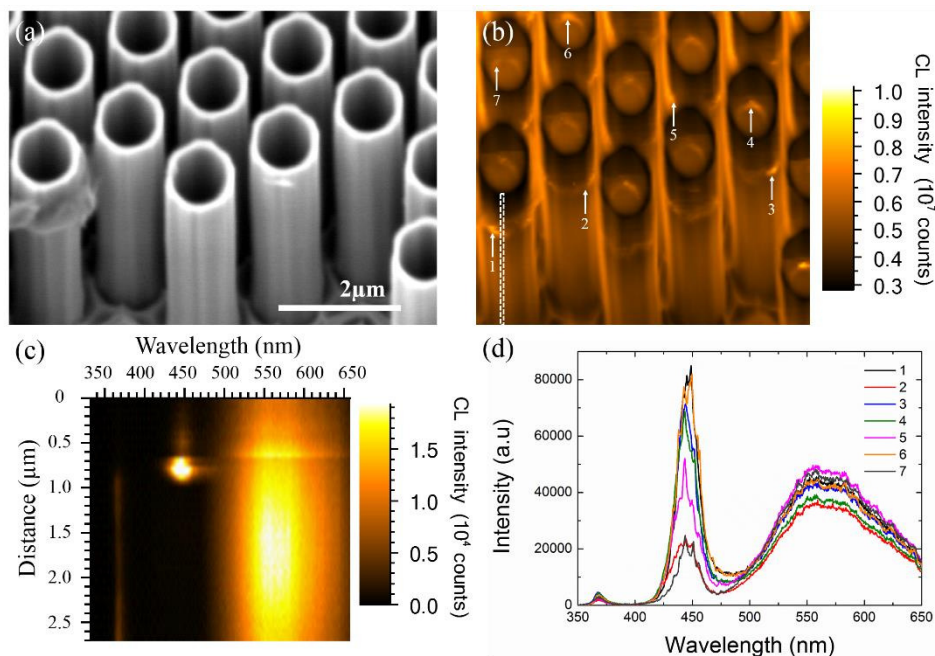 (a)
2µm
(b)
6
7
5
4
2
3
1
CL intensity (10⁷ counts)
1.0
0.9
0.8
0.7
0.6
0.5
0.4
0.3
(c)
Wavelength (nm)
350 400 450 500 550 600 650
0
0.5
1.0
1.5
2.0
2.5
Distance (µm)
1.5
1.0
0.5
0.0
CL intensity (10⁴ counts)
(d)
80000
60000
40000
20000
0
Intensity (a.u)
1
2
3
4
5
6
7
350 400 450 500 550 600 650
Wavelength (nm)